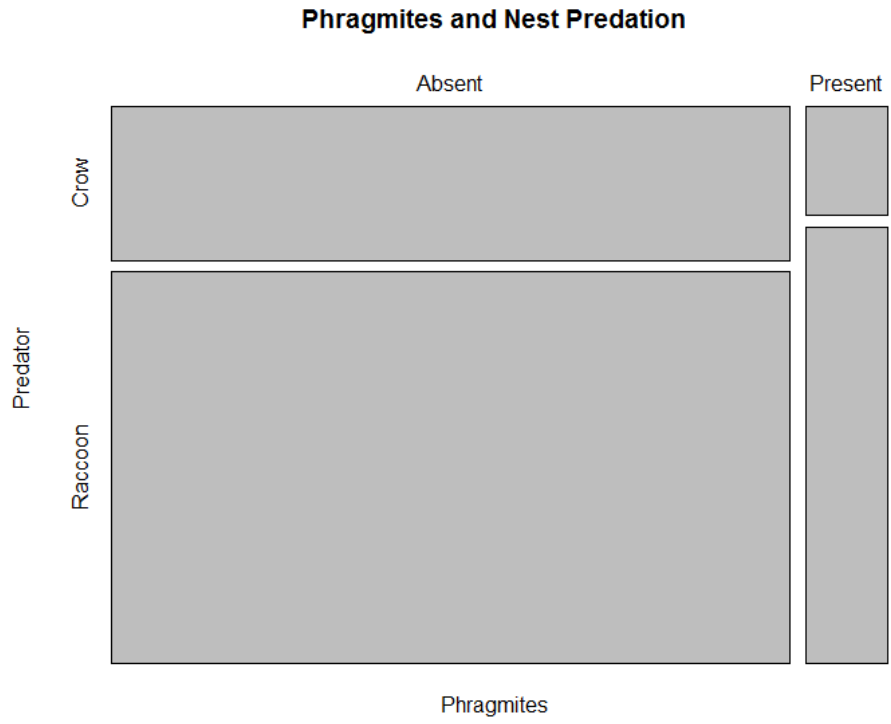 Phragmites and Nest Predation
Absent
Present
Crow
Predator
Raccoon
Phragmites